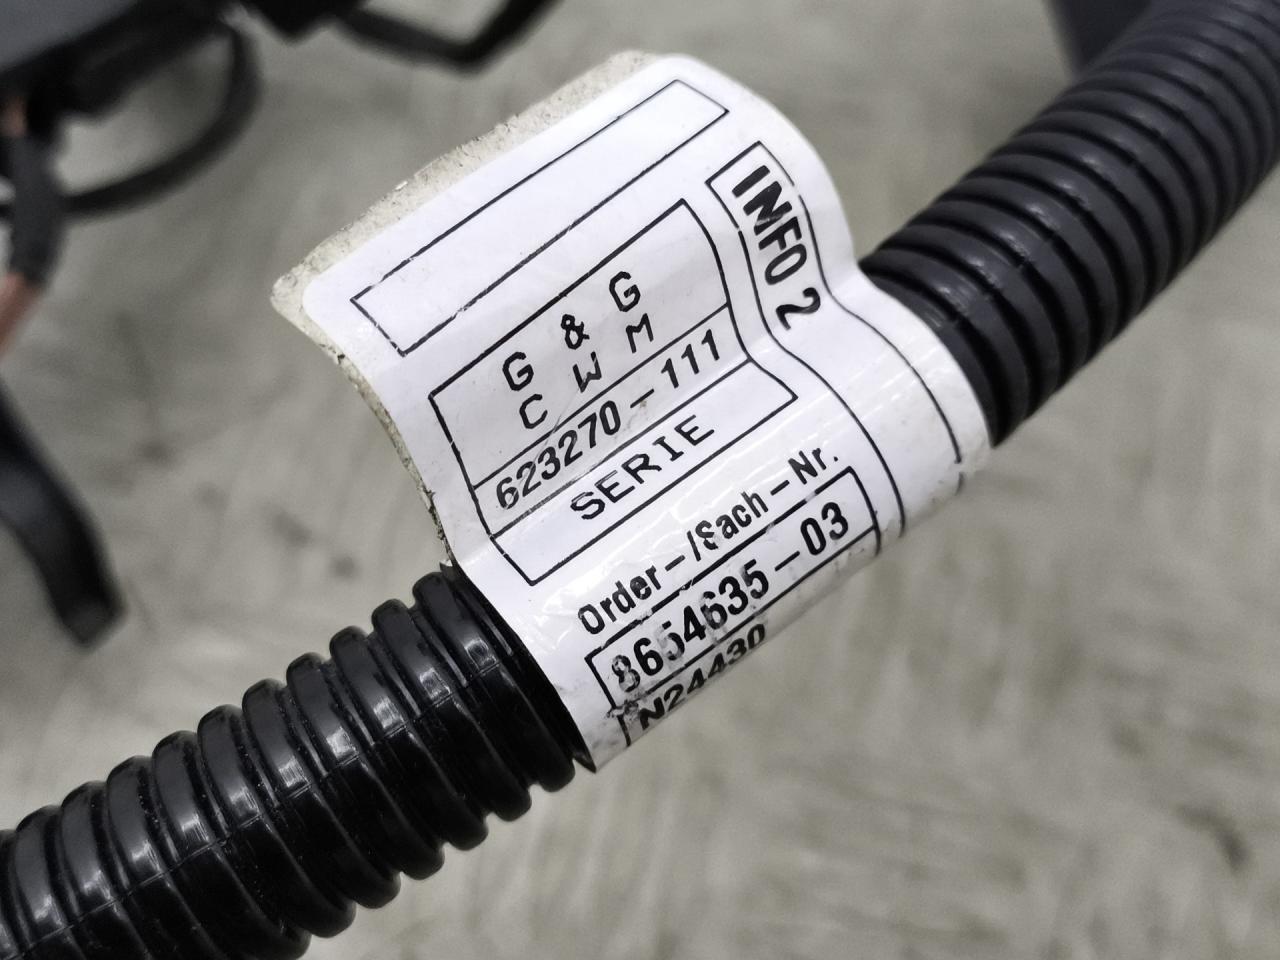 INFO 2
G & G
C W M
623270-111
SERIE
Order-/Sach-Nr.
8654635-03
N24430